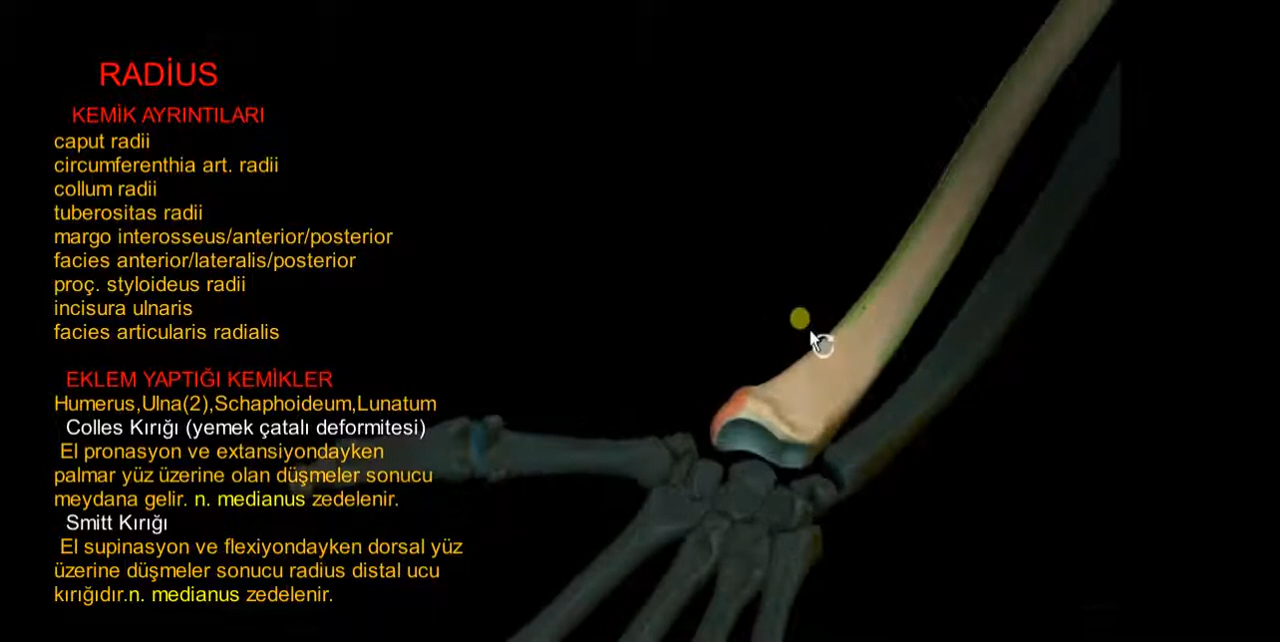 RADİUS
KEMİK AYRINTILARI
caput radii
circumferenthia art. radii
collum radii
tuberositas radii
margo interosseus/anterior/posterior
facies anterior/lateralis/posterior
proç. styloideus radii
incisura ulnaris
facies articularis radialis
EKLEM YAPTIĞI KEMİKLER
Humerus,Ulna(2),Schaphoideum,Lunatum
Colles Kırığı (yemek çatalı deformitesi)
El pronasyon ve extansiyondayken
palmar yüz üzerine olan düşmeler sonucu
meydana gelir. n. medianus zedelenir.
Smitt Kırığı
El supinasyon ve flexiyondayken dorsal yüz
üzerine düşmeler sonucu radius distal ucu
kırığıdır.n. medianus zedelenir.